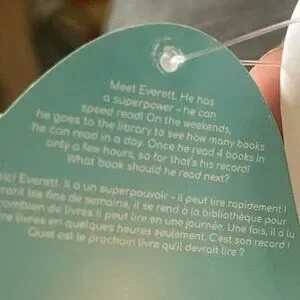 Meet Everett. He has
a superpower - he can
speed read! On the weekends,
he goes to the library to see how many books
he can read in a day. Once he read 4 books in
only a few hours, so far that's his record!
What book should he read next?
ici Everett. Il a un superpouvoir - il peut lire rapidement !
rant les fins de semaine, il se rend à la bibliothèque pour
combien de livres il peut lire en une journée. Une fois, il a lu
re livres en quelques heures seulement. C'est son record !
Quel est le prochain livre qu'il devrait lire ?